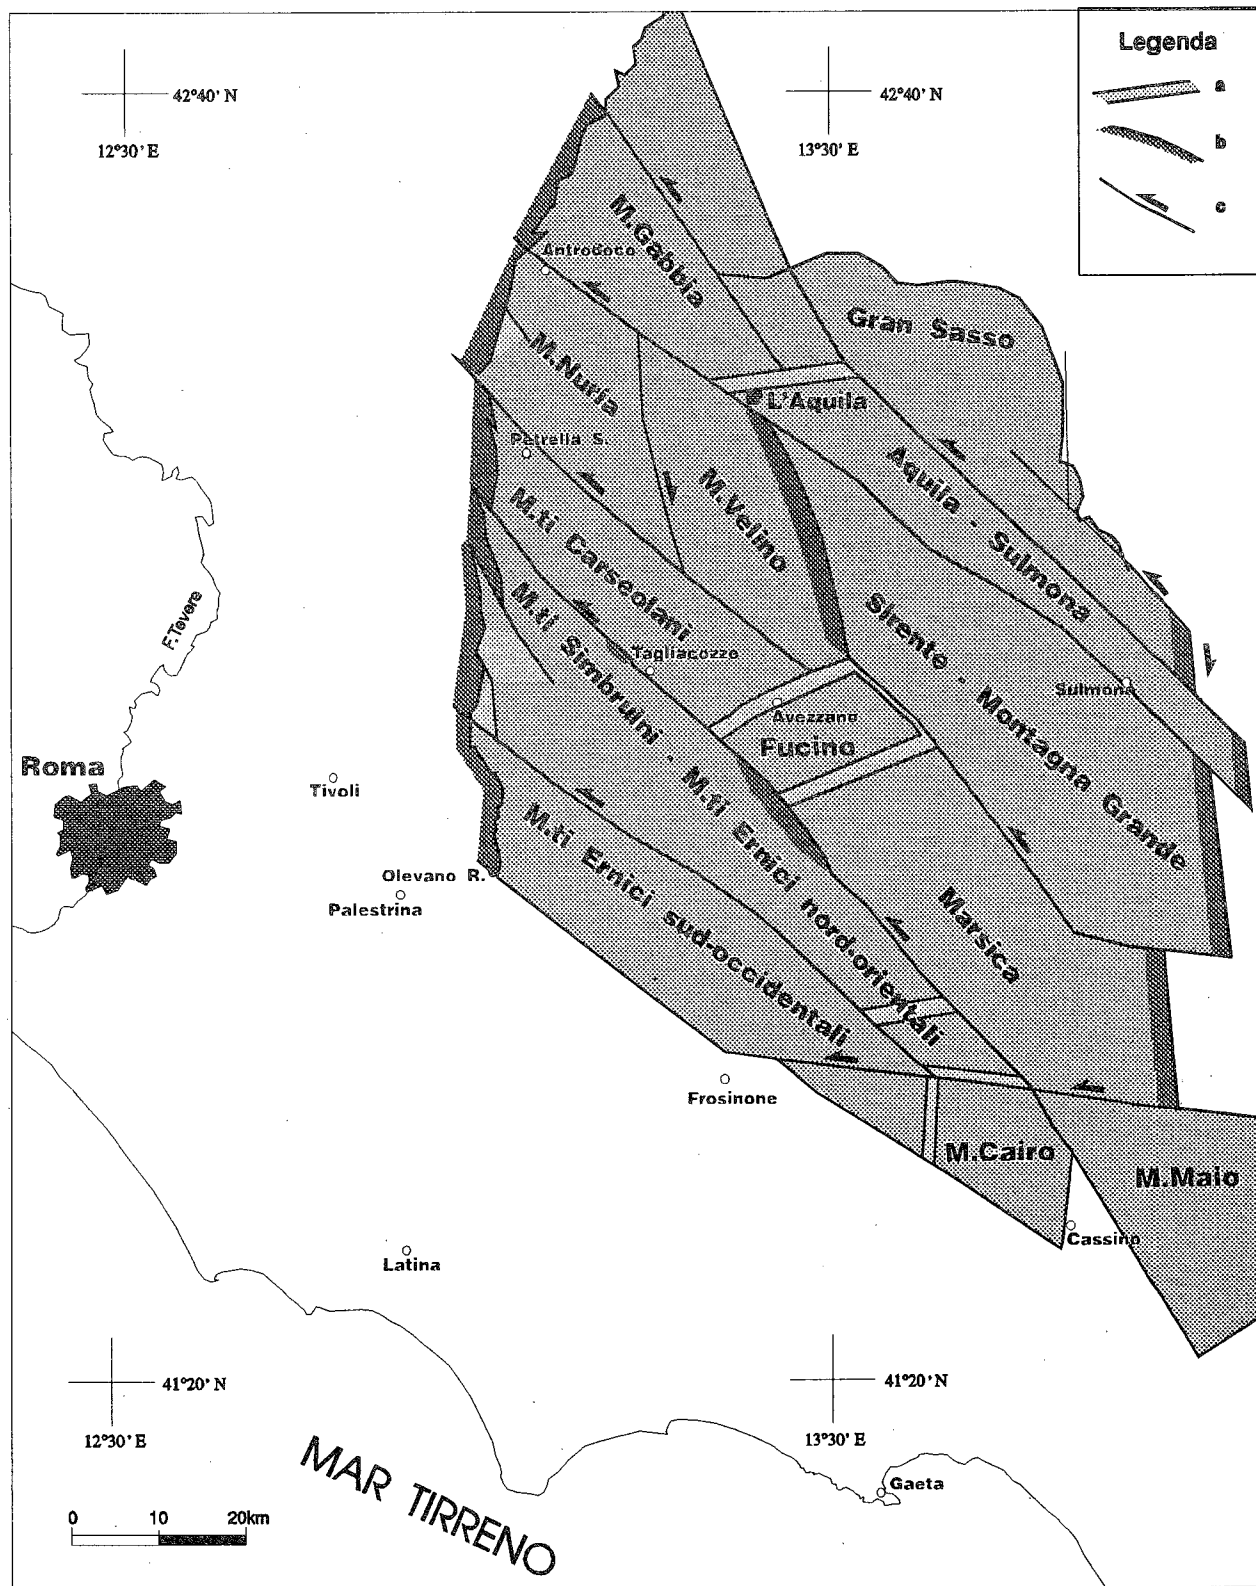 Legenda
a
b
c
42°40' N
12°30' E
42°40' N
13°30' E
M.Gabbia
Antrodoco
Gran Sasso
M.Nuria
L'Aquila
Petrella S.
Aquila - Sulmona
M.Velino
M.ti Carseolani
M.ti Simbruini - M.ti Ernici nord.orientali
Tagliacozzo
Sirente - Montagna Grande
Sulmona
F.Tevere
Avezzano
Fucino
Roma
Tivoli
M.ti Ernici sud-occidentali
Olevano R.
Palestrina
Marsica
Frosinone
M.Cairo
M.Maio
Cassino
Latina
41°20' N
12°30' E
41°20' N
13°30' E
MAR TIRRENO
Gaeta
0 10 20km